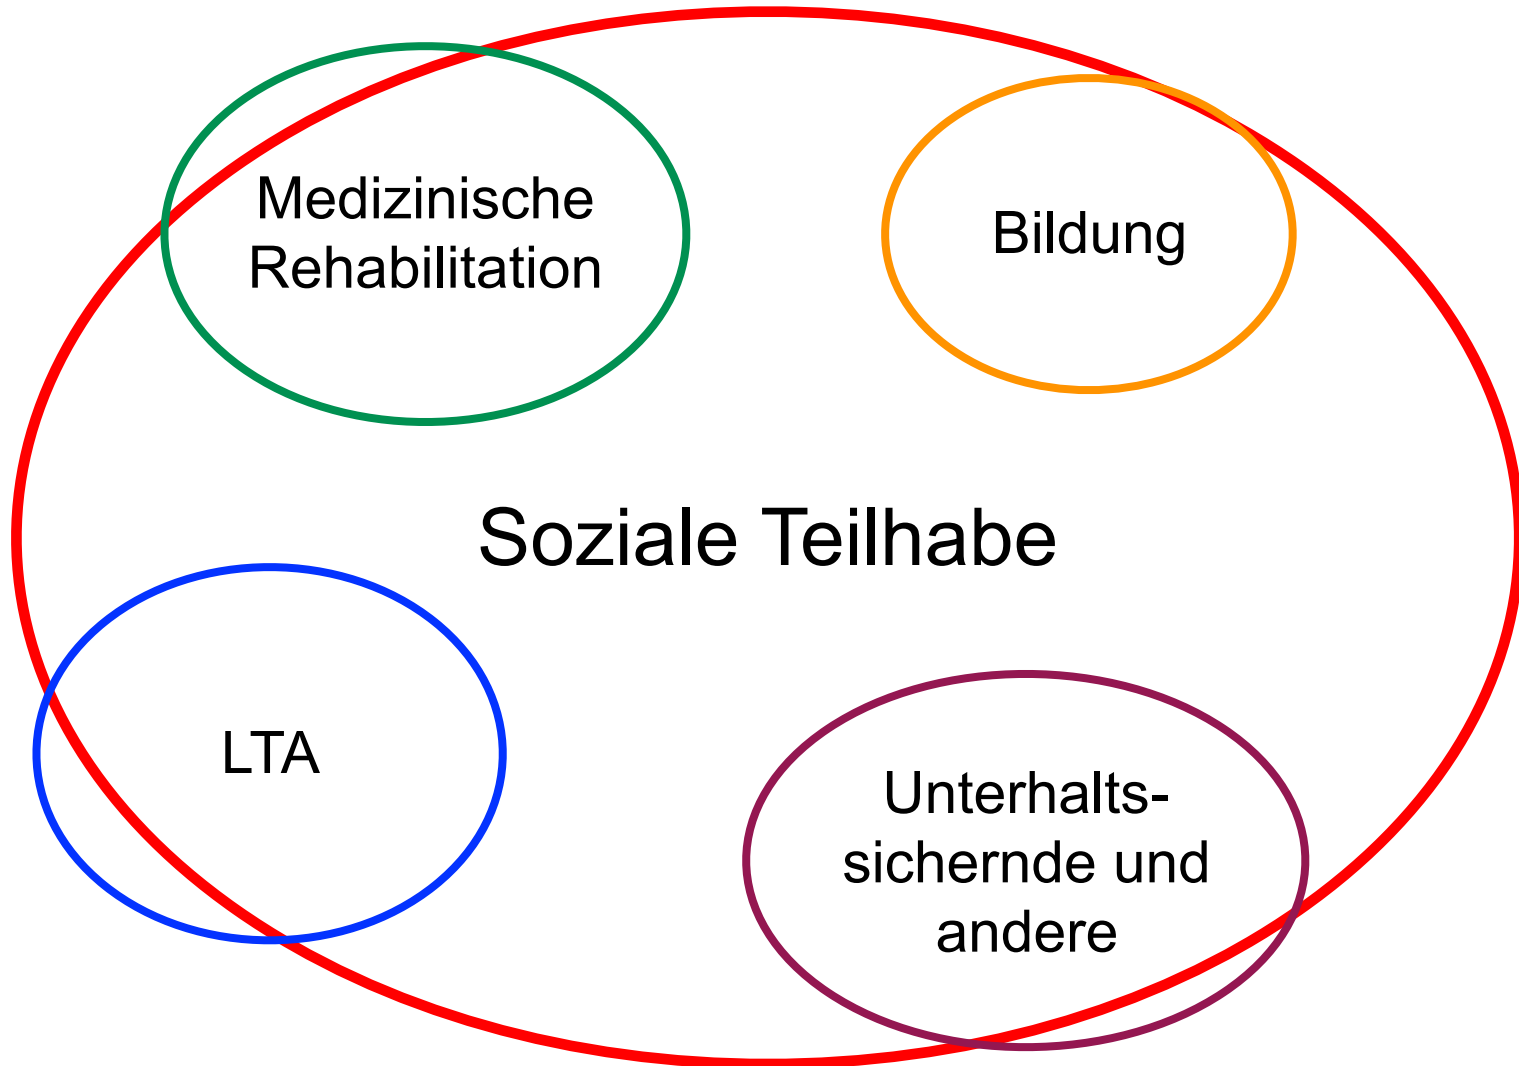 Medizinische
Rehabilitation
Bildung
Soziale Teilhabe
LTA
Unterhalts-
sichernde und
andere